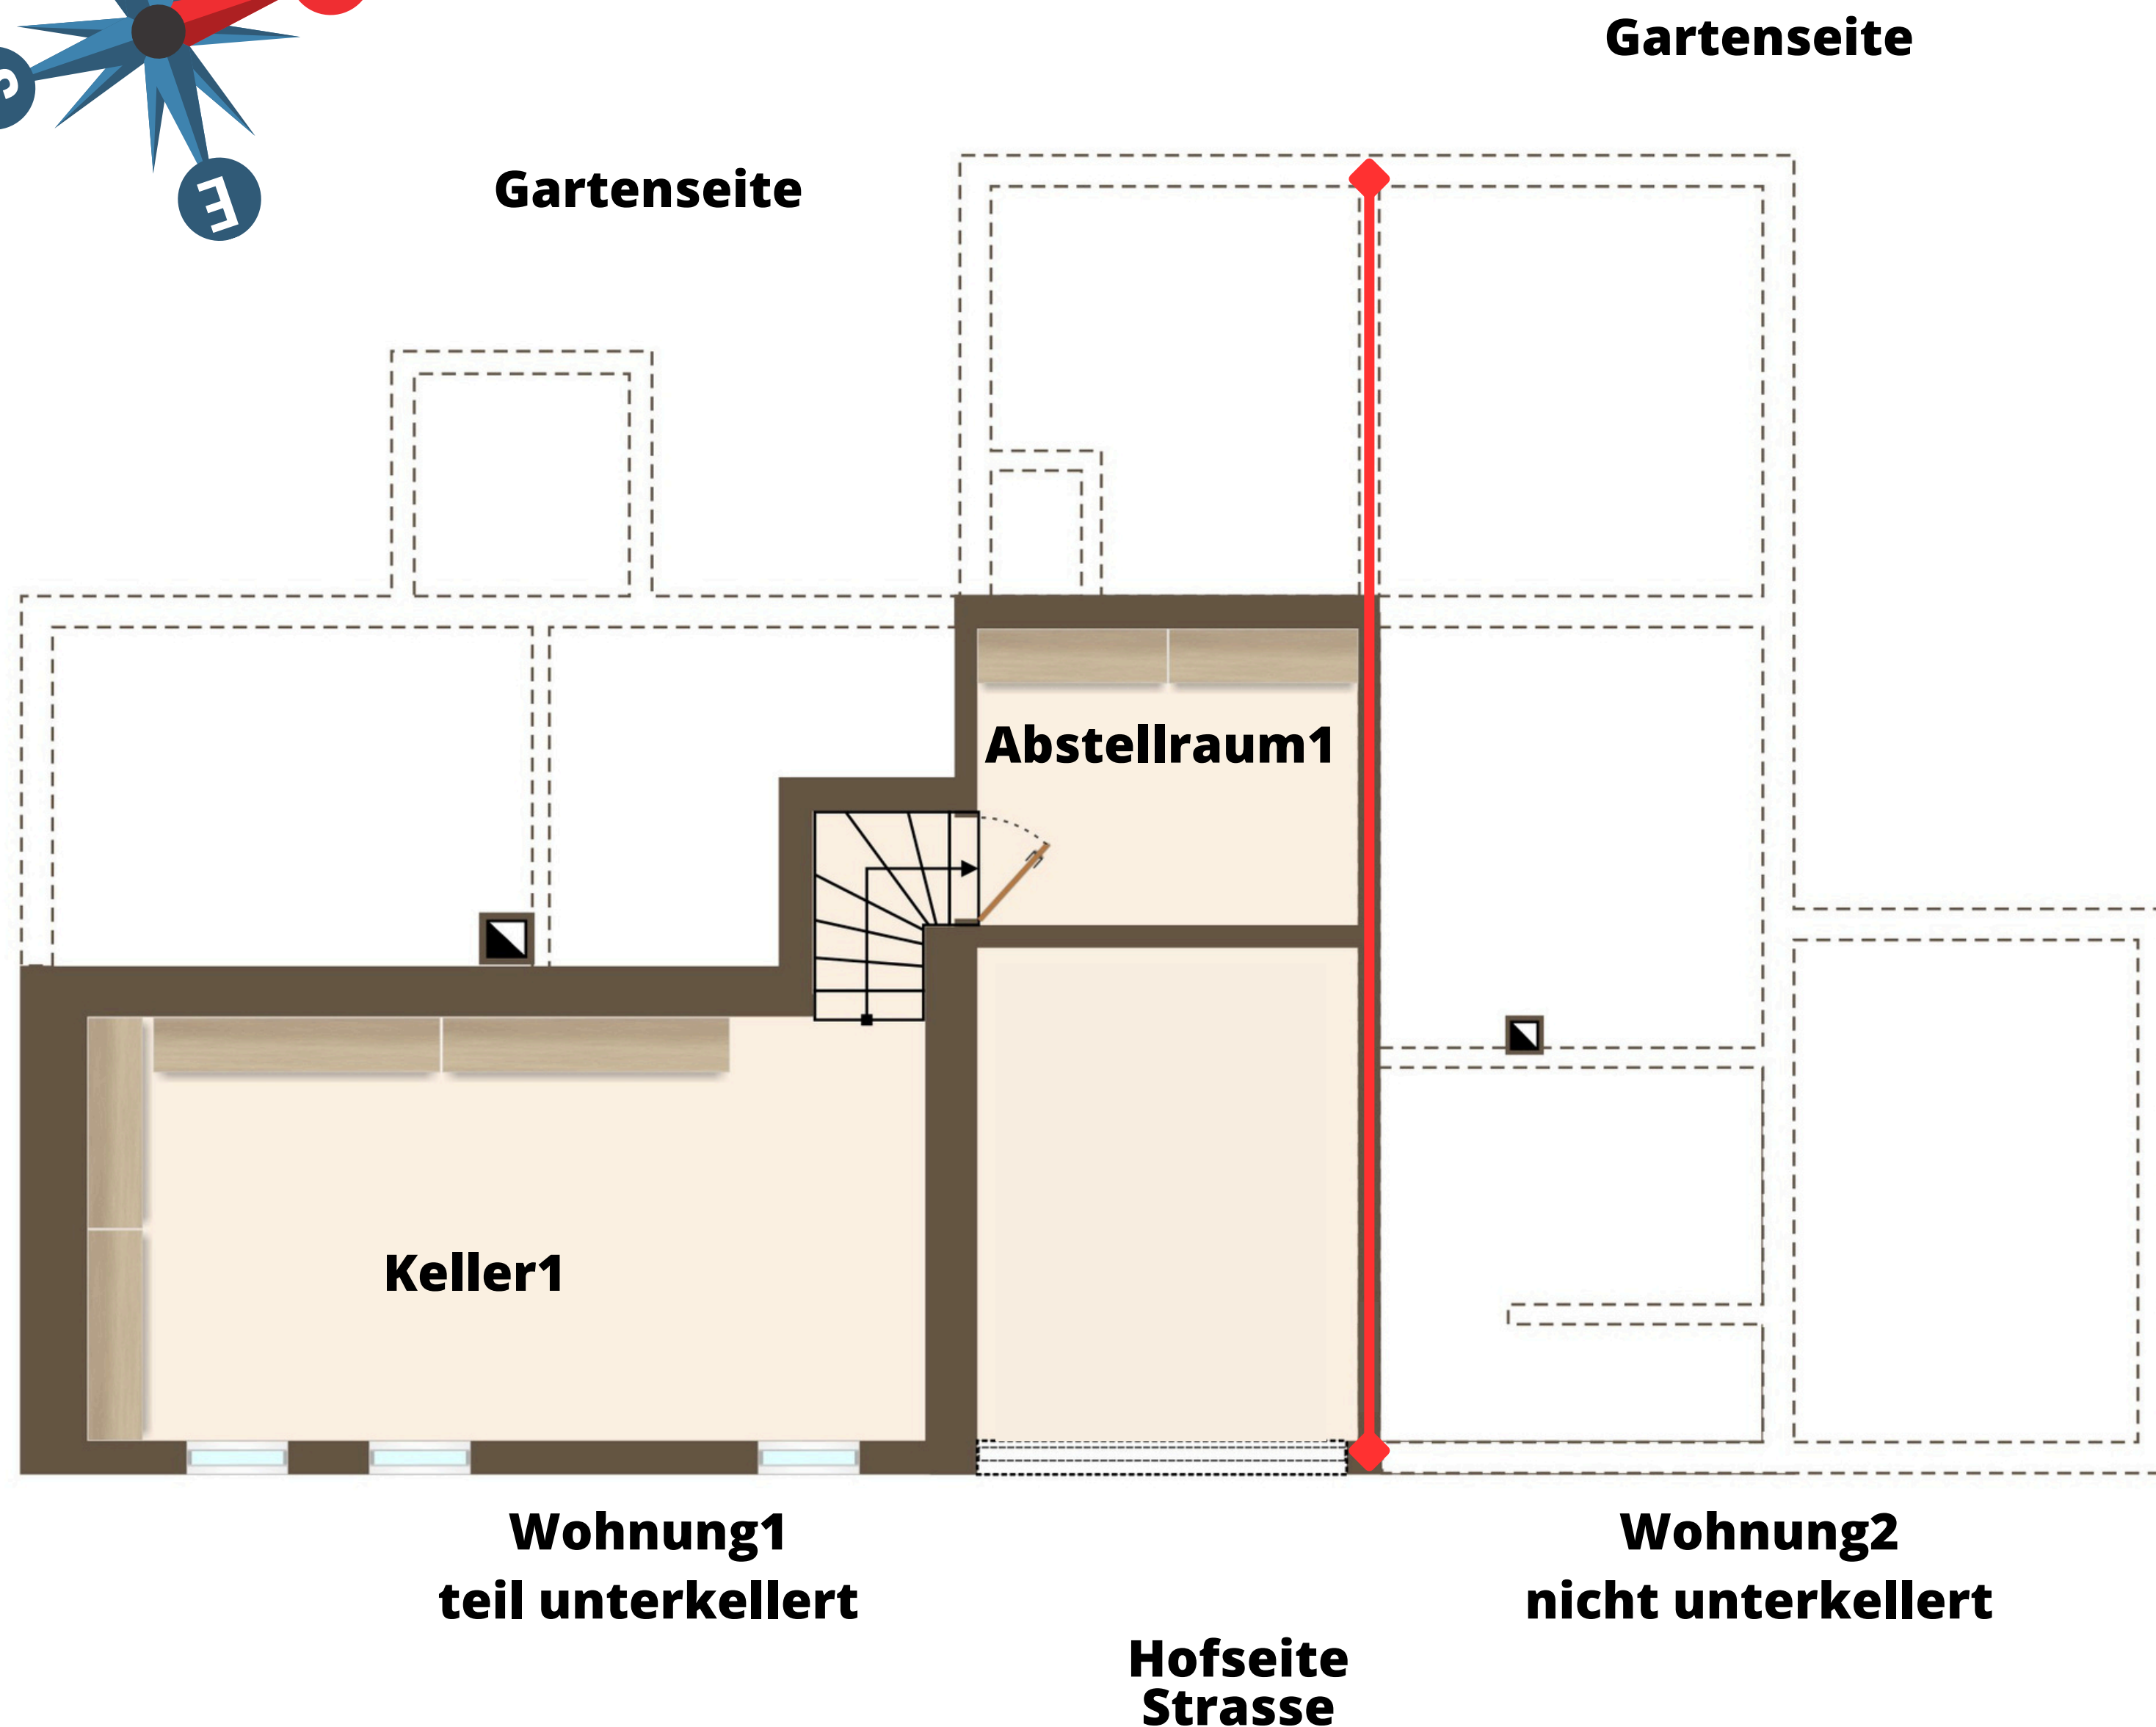 Gartenseite
E
Gartenseite
Abstellraum1
Keller1
Wohnung1
teil unterkellert
Wohnung2
nicht unterkellert
Hofseite
Strasse